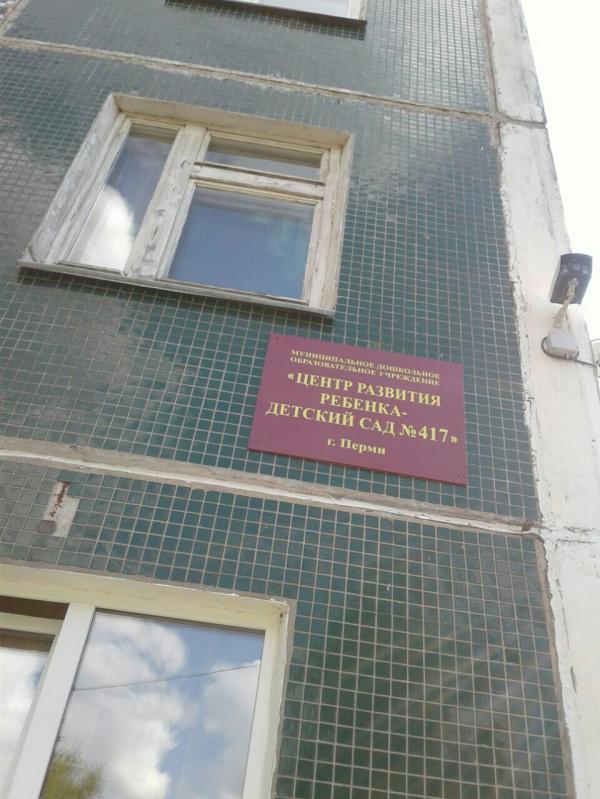 МУНИЦИПАЛЬНОЕ ДОШКОЛЬНОЕ
ОБРАЗОВАТЕЛЬНОЕ УЧРЕЖДЕНИЕ
«ЦЕНТР РАЗВИТИЯ
РЕБЕНКА-
ДЕТСКИЙ САД №417»
г. Перми